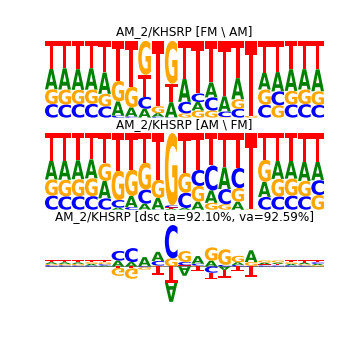 AM_2/KHSRP [FM \ AM]
AM_2/KHSRP [AM \ FM]
AM_2/KHSRP [dsc ta=92.10%, va=92.59%]